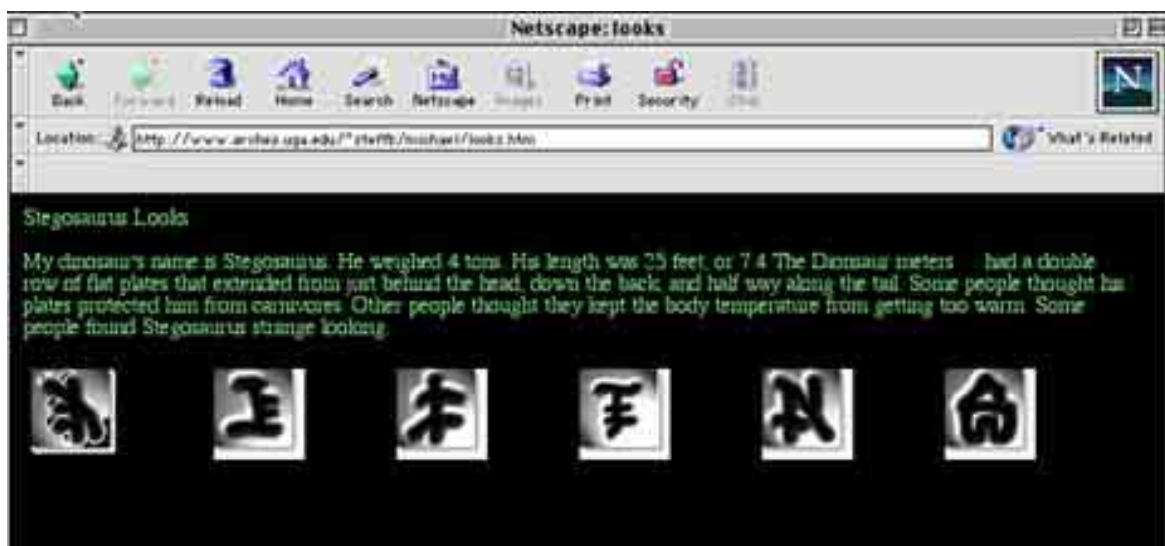 Netscape: looks
Back Forward Reload Home Search Netscape Images Print Security Stop
Location: What's Related
Stegosaurus Looks
My dinosaur's name is Stegosaurus. He weighed 4 tons. His length was 25 feet, or 7.4 The Dionsaur meters had a double
row of flat plates that extended from just behind the head, down the back, and half way along the tail. Some people thought his
plates protected him from carnivores. Other people thought they kept the body temperature from getting too warm. Some
people found Stegosaurus strange looking.